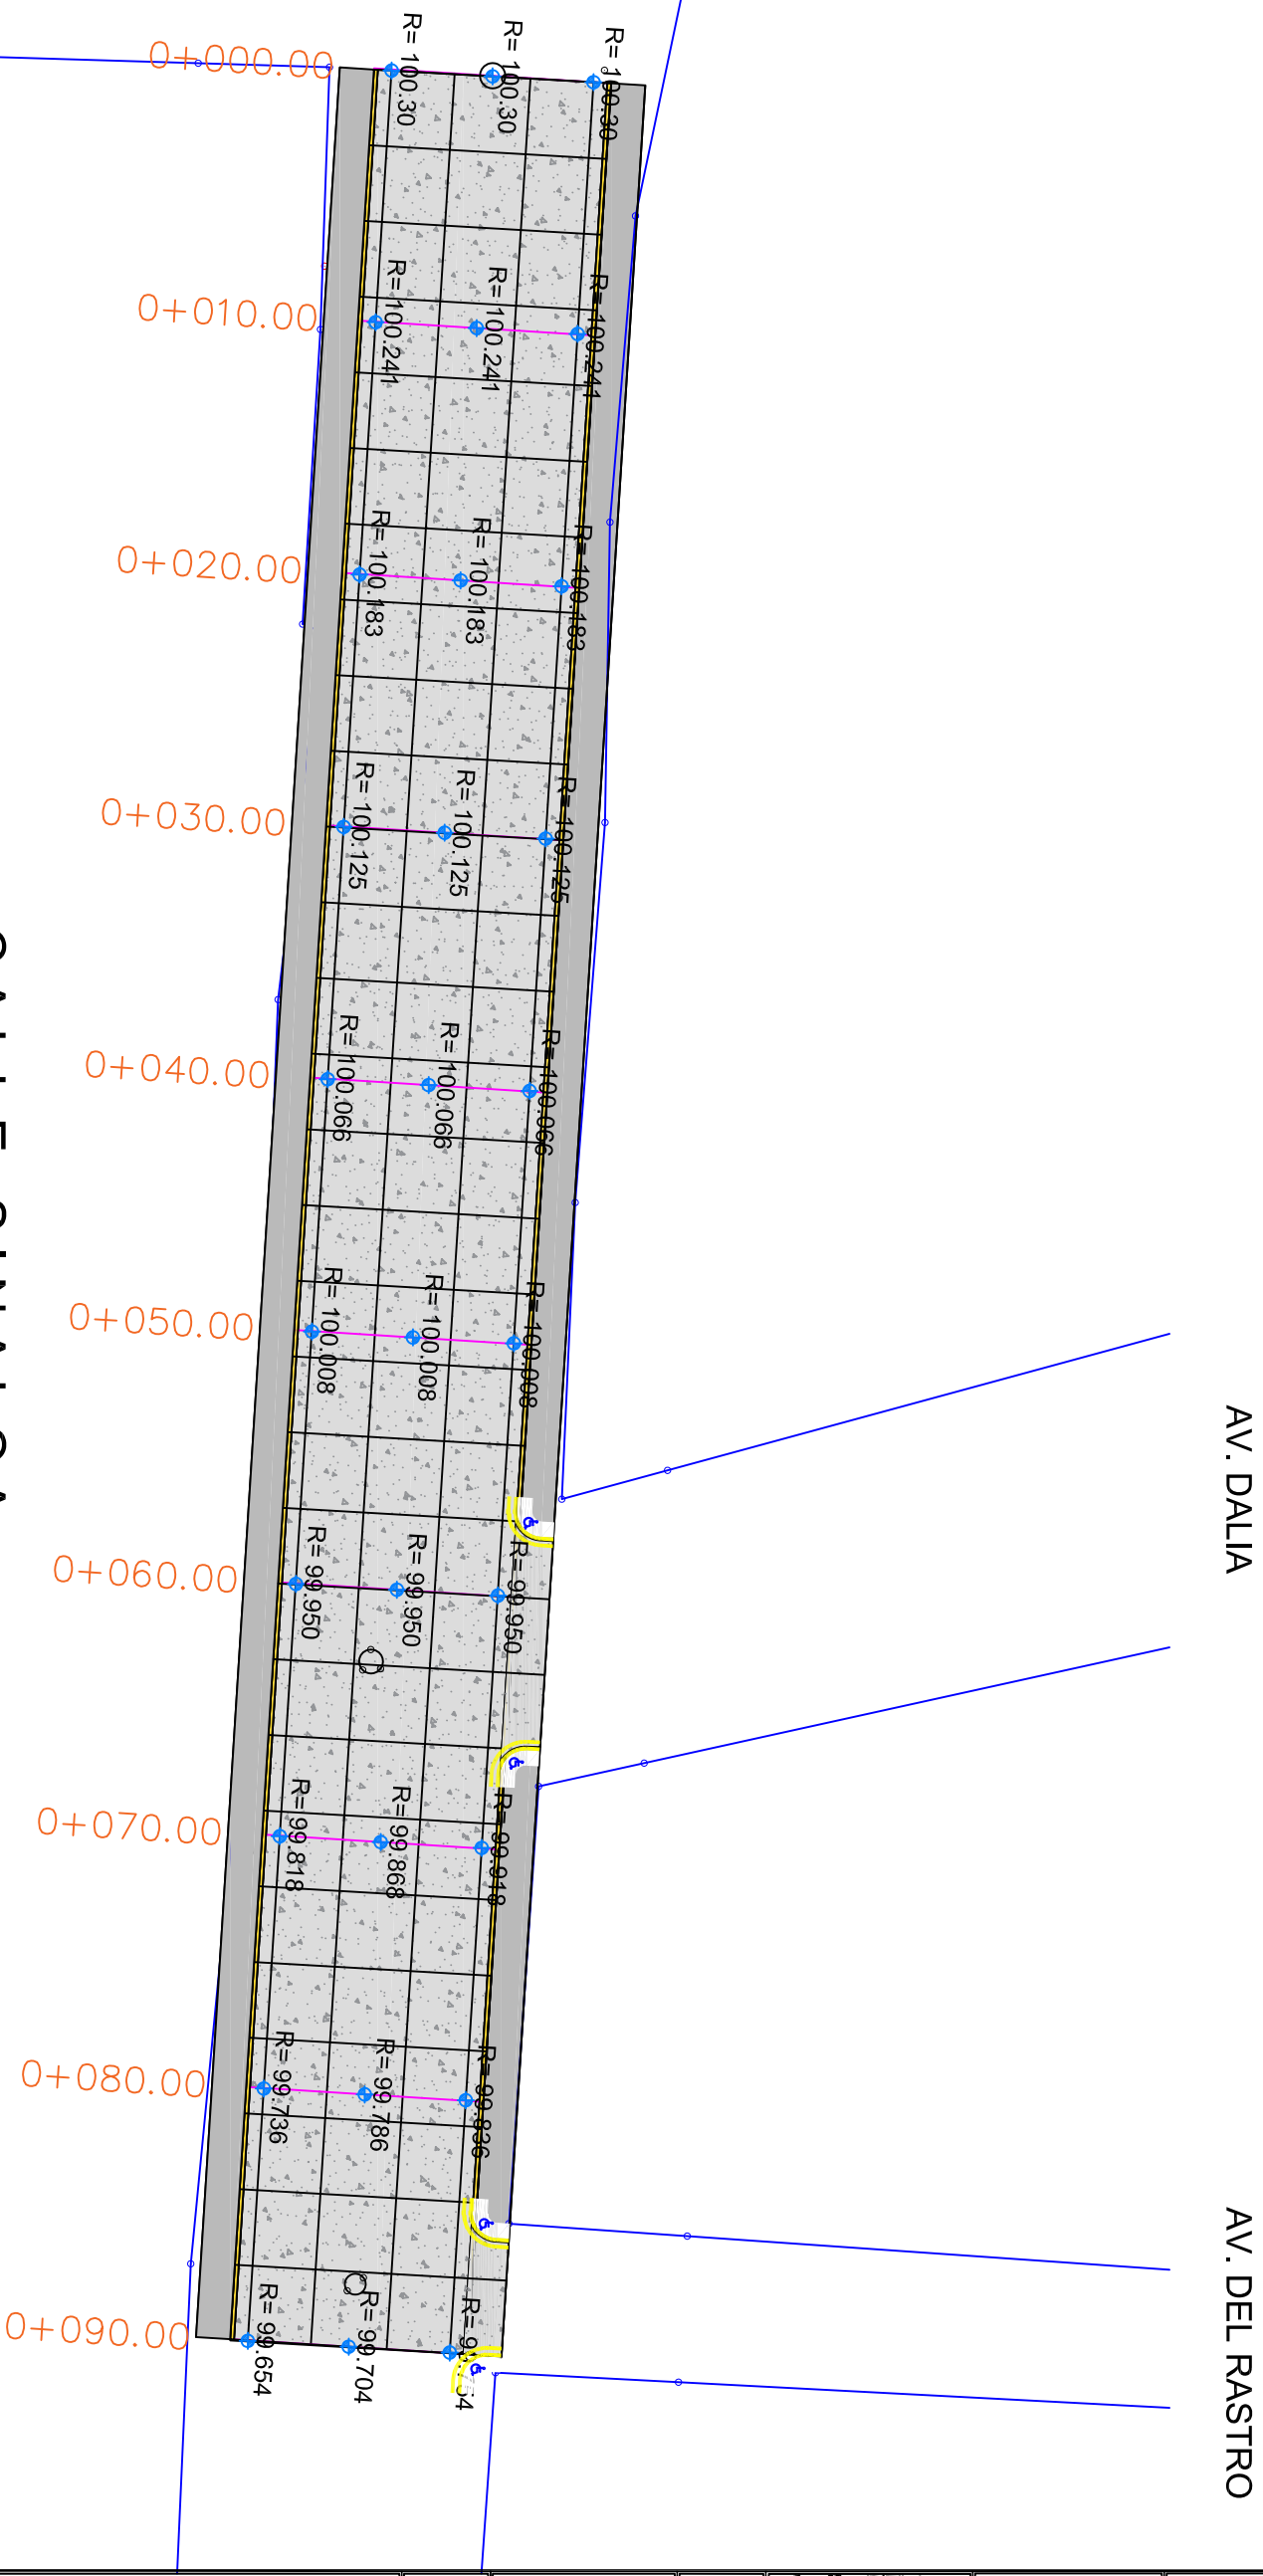 0+000.00
R= 100.30
R= 100.30
R= 100.30
0+010.00
R= 100.241
R= 100.241
R= 100.241
0+020.00
R= 100.183
R= 100.183
R= 100.183
0+030.00
R= 100.125
R= 100.125
R= 100.125
0+040.00
R= 100.066
R= 100.066
R= 100.066
0+050.00
R= 100.008
R= 100.008
R= 100.008
AV. DALIA
0+060.00
R= 99.950
R= 99.950
R= 99.950
0+070.00
R= 99.818
R= 99.868
R= 99.918
0+080.00
R= 99.736
R= 99.786
R= 99.836
AV. DEL RASTRO
0+090.00
R= 99.654
R= 99.704